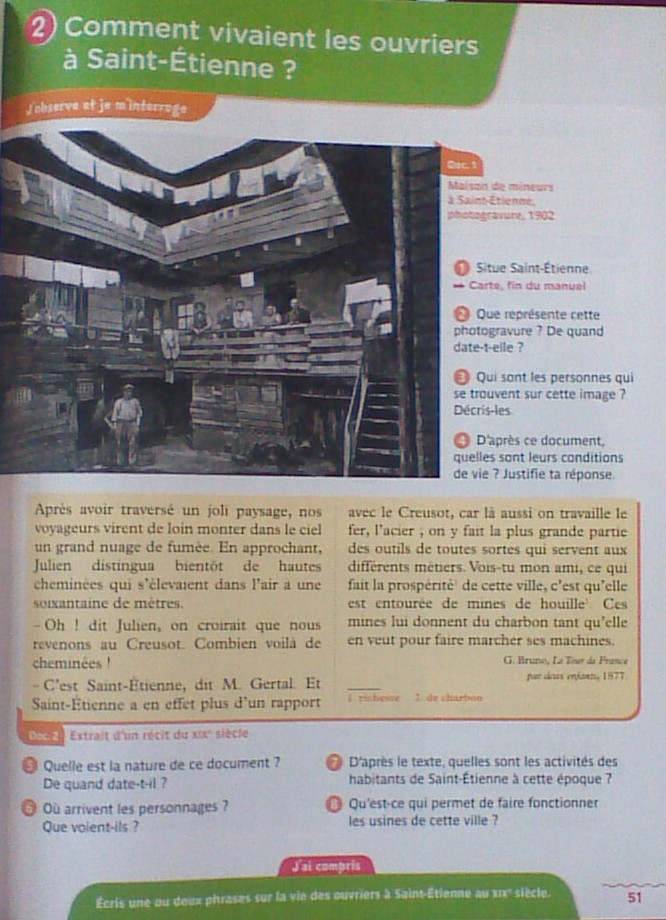 2 Comment vivaient les ouvriers
à Saint-Étienne ?
J'observe et je m'interroge
Doc. 1
Maison de mineurs
à Saint-Étienne,
photogravure, 1902
1 Situe Saint-Étienne.
➡ Carte, fin du manuel
2 Que représente cette
photogravure ? De quand
date-t-elle ?
3 Qui sont les personnes qui
se trouvent sur cette image ?
Décris-les.
4 D'après ce document,
quelles sont leurs conditions
de vie ? Justifie ta réponse.
Après avoir traversé un joli paysage, nos
voyageurs virent de loin monter dans le ciel
un grand nuage de fumée. En approchant,
Julien distingua bientôt de hautes
cheminées qui s'élevaient dans l'air à une
soixantaine de mètres.
– Oh ! dit Julien, on croirait que nous
revenons au Creusot. Combien voilà de
cheminées !
– C'est Saint-Étienne, dit M. Gertal. Et
Saint-Étienne a en effet plus d'un rapport
avec le Creusot, car là aussi on travaille le
fer, l'acier ; on y fait la plus grande partie
des outils de toutes sortes qui servent aux
différents métiers. Vois-tu mon ami, ce qui
fait la prospérité¹ de cette ville, c'est qu'elle
est entourée de mines de houille². Ces
mines lui donnent du charbon tant qu'elle
en veut pour faire marcher ses machines.
G. Bruno, Le Tour de France
par deux enfants, 1877.
1. richesse 2. de charbon
Doc. 2 Extrait d'un récit du XIXe siècle
5 Quelle est la nature de ce document ?
De quand date-t-il ?
6 Où arrivent les personnages ?
Que voient-ils ?
7 D'après le texte, quelles sont les activités des
habitants de Saint-Étienne à cette époque ?
8 Qu'est-ce qui permet de faire fonctionner
les usines de cette ville ?
J'ai compris
Écris une ou deux phrases sur la vie des ouvriers à Saint-Étienne au XIXe siècle.
51